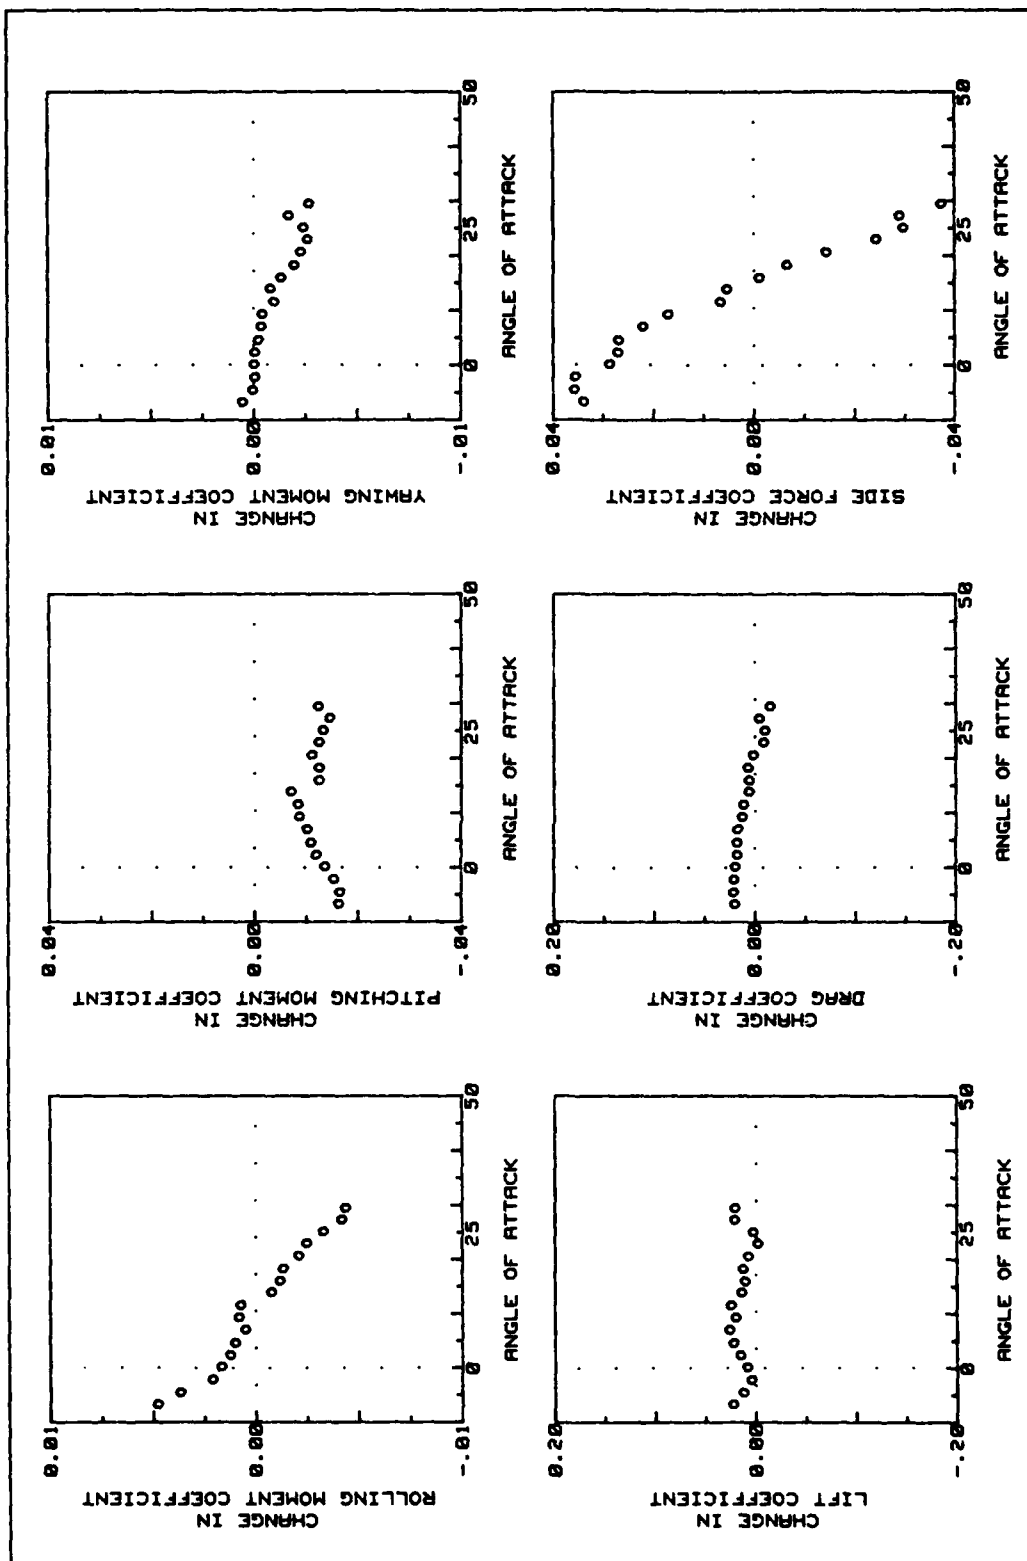 CHANGE IN
ROLLING MOMENT COEFFICIENT
0.01
0.00
-.01
0
25
50
ANGLE OF ATTACK
CHANGE IN
PITCHING MOMENT COEFFICIENT
0.04
0.00
-.04
0
25
50
ANGLE OF ATTACK
CHANGE IN
YAWING MOMENT COEFFICIENT
0.01
0.00
-.01
0
25
50
ANGLE OF ATTACK
CHANGE IN
LIFT COEFFICIENT
0.20
0.00
-.20
0
25
50
ANGLE OF ATTACK
CHANGE IN
DRAG COEFFICIENT
0.20
0.00
-.20
0
25
50
ANGLE OF ATTACK
CHANGE IN
SIDE FORCE COEFFICIENT
0.04
0.00
-.04
0
25
50
ANGLE OF ATTACK